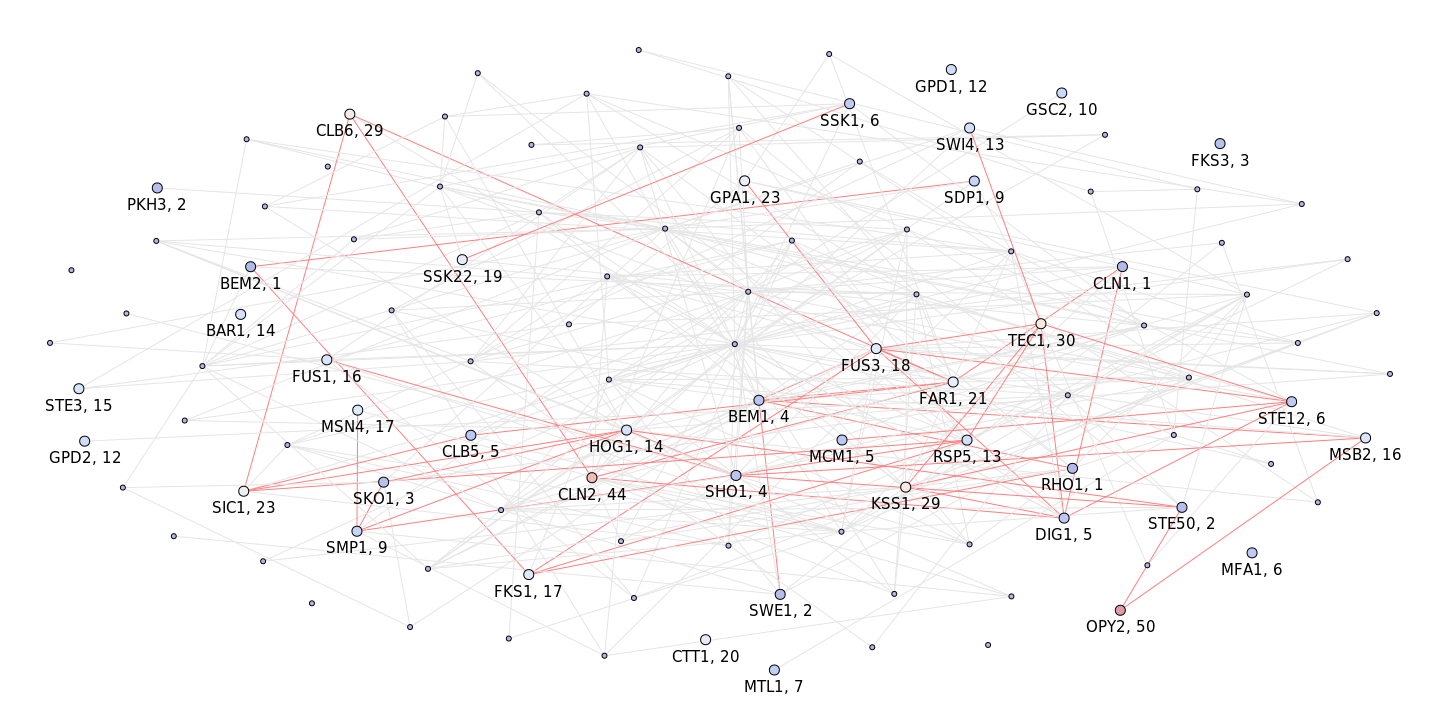 GPD1, 12
GSC2, 10
SSK1, 6
CLB6, 29
SWI4, 13
FKS3, 3
GPA1, 23
SDP1, 9
PKH3, 2
SSK22, 19
BEM2, 1
CLN1, 1
BAR1, 14
TEC1, 30
FUS3, 18
FUS1, 16
FAR1, 21
STE3, 15
BEM1, 4
STE12, 6
MSN4, 17
HOG1, 14
CLB5, 5
MCM1, 5
RSP5, 13
MSB2, 16
GPD2, 12
RHO1, 1
SHO1, 4
CLN2, 44
SKO1, 3
KSS1, 29
SIC1, 23
STE50, 2
DIG1, 5
SMP1, 9
MFA1, 6
FKS1, 17
SWE1, 2
OPY2, 50
CTT1, 20
MTL1, 7